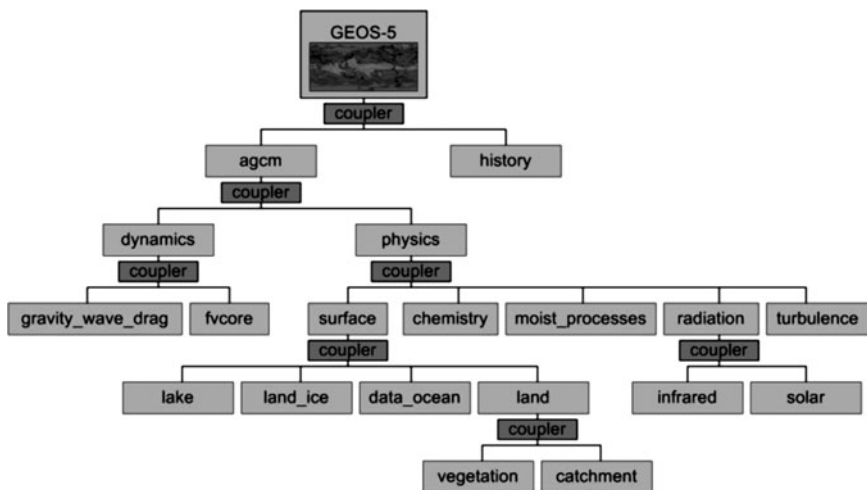 GEOS-5
coupler
agcm history
coupler
dynamics physics
coupler coupler
gravity_wave_drag fvcore surface chemistry moist_processes radiation turbulence
coupler coupler
lake land_ice data_ocean land infrared solar
coupler
vegetation catchment